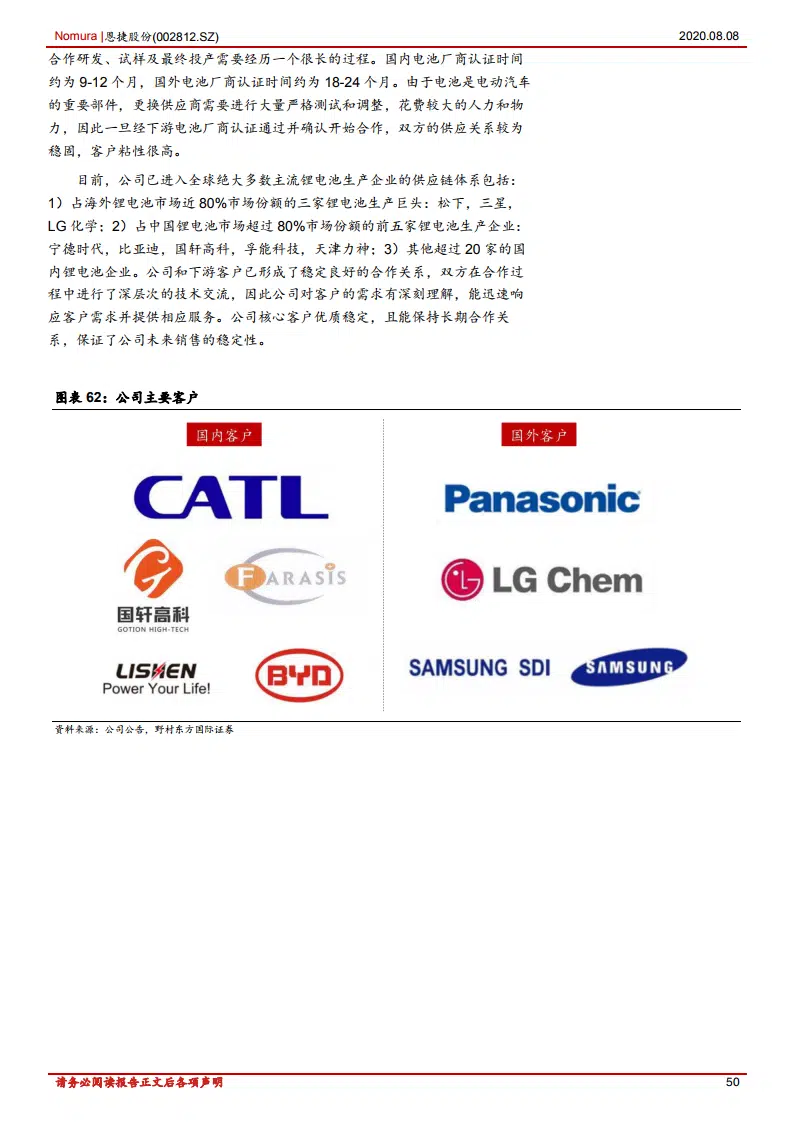 Nomura |恩捷股份(002812.SZ) 2020.08.08
合作研发、试样及最终投产需要经历一个很长的过程。国内电池厂商认证时间
约为 9-12 个月，国外电池厂商认证时间约为 18-24 个月。由于电池是电动汽车
的重要部件，更换供应商需要进行大量严格测试和调整，花费较大的人力和物
力，因此一旦经下游电池厂商认证通过并确认开始合作，双方的供应关系较为
稳固，客户粘性很高。
目前，公司已进入全球绝大多数主流锂电池生产企业的供应链体系包括：
1）占海外锂电池市场近 80%市场份额的三家锂电池生产巨头：松下，三星，
LG 化学；2）占中国锂电池市场超过 80%市场份额的前五家锂电池生产企业：
宁德时代，比亚迪，国轩高科，孚能科技，天津力神；3）其他超过 20 家的国
内锂电池企业。公司和下游客户已形成了稳定良好的合作关系，双方在合作过
程中进行了深层次的技术交流，因此公司对客户的需求有深刻理解，能迅速响
应客户需求并提供相应服务。公司核心客户优质稳定，且能保持长期合作关
系，保证了公司未来销售的稳定性。
图表 62：公司主要客户
国内客户 国外客户
CATL
Panasonic
FARASIS
LG Chem
国轩高科
GOTION HIGH-TECH
LISHEN
Power Your Life!
BYD
SAMSUNG SDI
SAMSUNG
资料来源：公司公告，野村东方国际证券
请务必阅读报告正文后各项声明 50